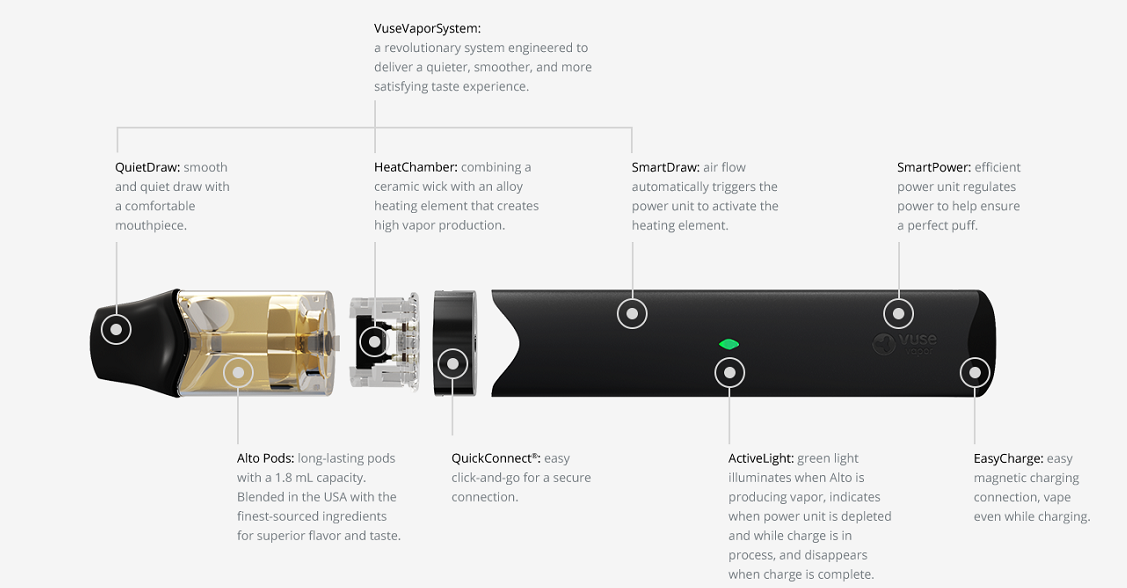 VuseVaporSystem:
a revolutionary system engineered to
deliver a quieter, smoother, and more
satisfying taste experience.
QuietDraw: smooth
and quiet draw with
a comfortable
mouthpiece.
HeatChamber: combining a
ceramic wick with an alloy
heating element that creates
high vapor production.
SmartDraw: air flow
automatically triggers the
power unit to activate the
heating element.
SmartPower: efficient
power unit regulates
power to help ensure
a perfect puff.
vuse
vapor
Alto Pods: long-lasting pods
with a 1.8 mL capacity.
Blended in the USA with the
finest-sourced ingredients
for superior flavor and taste.
QuickConnect®: easy
click-and-go for a secure
connection.
ActiveLight: green light
illuminates when Alto is
producing vapor, indicates
when power unit is depleted
and while charge is in
process, and disappears
when charge is complete.
EasyCharge: easy
magnetic charging
connection, vape
even while charging.